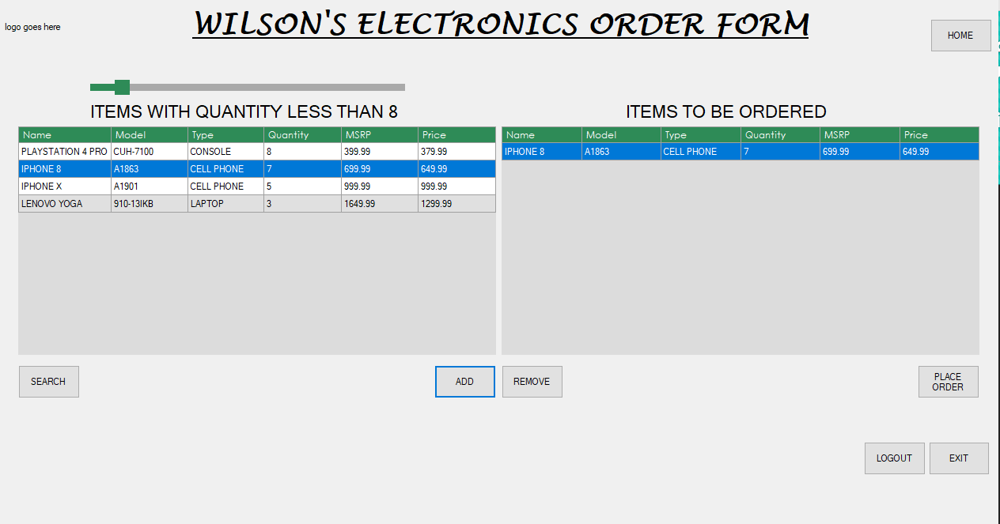 WILSON'S ELECTRONICS ORDER FORM
logo goes here
HOME
ITEMS WITH QUANTITY LESS THAN 8
ITEMS TO BE ORDERED
Name Model Type Quantity MSRP Price
PLAYSTATION 4 PRO CUH-7100 CONSOLE 8 399.99 379.99
IPHONE 8 A1863 CELL PHONE 7 699.99 649.99
IPHONE X A1901 CELL PHONE 5 999.99 999.99
LENOVO YOGA 910-13IKB LAPTOP 3 1649.99 1299.99
Name Model Type Quantity MSRP Price
IPHONE 8 A1863 CELL PHONE 7 699.99 649.99
SEARCH
ADD
REMOVE
PLACE
ORDER
LOGOUT
EXIT